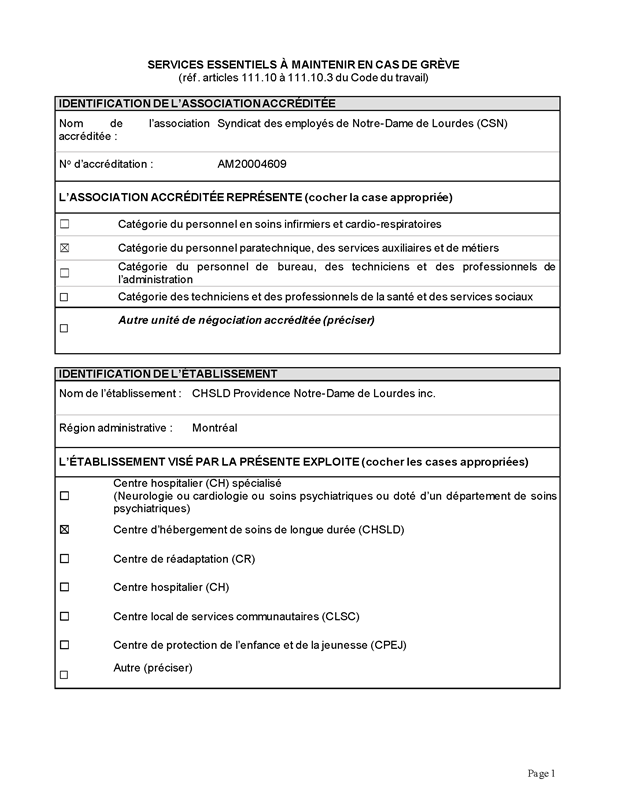 SERVICES ESSENTIELS À MAINTENIR EN CAS DE GRÈVE
(réf. articles 111.10 à 111.10.3 du Code du travail)
IDENTIFICATION DE L'ASSOCIATION ACCRÉDITÉE
Nom de l'association Syndicat des employés de Notre-Dame de Lourdes (CSN)
accréditée :
Nº d'accréditation : AM20004609
L'ASSOCIATION ACCRÉDITÉE REPRÉSENTE (cocher la case appropriée)
☐ Catégorie du personnel en soins infirmiers et cardio-respiratoires
☒ Catégorie du personnel paratechnique, des services auxiliaires et de métiers
☐ Catégorie du personnel de bureau, des techniciens et des professionnels de
l'administration
☐ Catégorie des techniciens et des professionnels de la santé et des services sociaux
☐ Autre unité de négociation accréditée (préciser)
IDENTIFICATION DE L'ÉTABLISSEMENT
Nom de l'établissement : CHSLD Providence Notre-Dame de Lourdes inc.
Région administrative : Montréal
L'ÉTABLISSEMENT VISÉ PAR LA PRÉSENTE EXPLOITE (cocher les cases appropriées)
Centre hospitalier (CH) spécialisé
☐ (Neurologie ou cardiologie ou soins psychiatriques ou doté d'un département de soins
psychiatriques)
☒ Centre d'hébergement de soins de longue durée (CHSLD)
☐ Centre de réadaptation (CR)
☐ Centre hospitalier (CH)
☐ Centre local de services communautaires (CLSC)
☐ Centre de protection de l'enfance et de la jeunesse (CPEJ)
☐ Autre (préciser)
Page 1